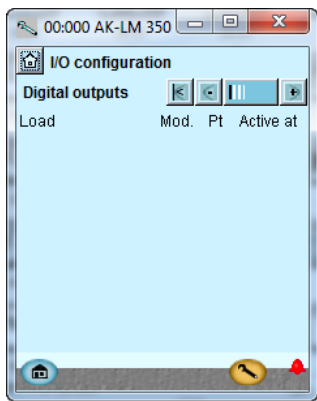 00:000 AK-LM 350
I/O configuration
Digital outputs
Load Mod. Pt Active at